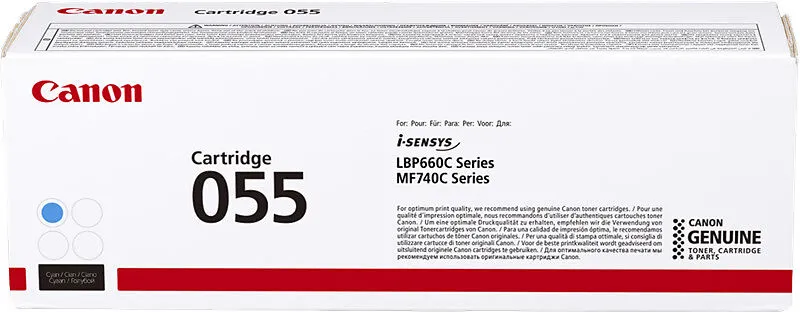 Canon
Cartridge 055
Canon
For: Pour: Für: Para: Per: Voor: Для:
i-SENSYS
LBP660C Series
MF740C Series
Cartridge
055
For optimum print quality, we recommend using genuine Canon toner cartridges. / Pour une
qualité d'impression optimale, nous recommandons d'utiliser d'authentiques cartouches toner
Canon. / Um eine optimale Druckqualität zu erhalten, empfehlen wir die Verwendung von
original Tonercartridges von Canon. / Para una calidad de impresión óptima, le recomendamos
utilizar cartuchos de tóner Canon originales. / Per una qualità di stampa ottimale, si consiglia di
utilizzare cartucce di toner Canon originali. / Voor de beste printkwaliteit wordt geadviseerd om
uitsluitend originele Canon cartridges te gebruiken. / Для оптимального качества печати мы
рекомендуем использовать оригинальные картриджи Canon.
CANON
GENUINE
TONER, CARTRIDGE
& PARTS
Cyan / Cian / Ciano
Cyaan / Голубой